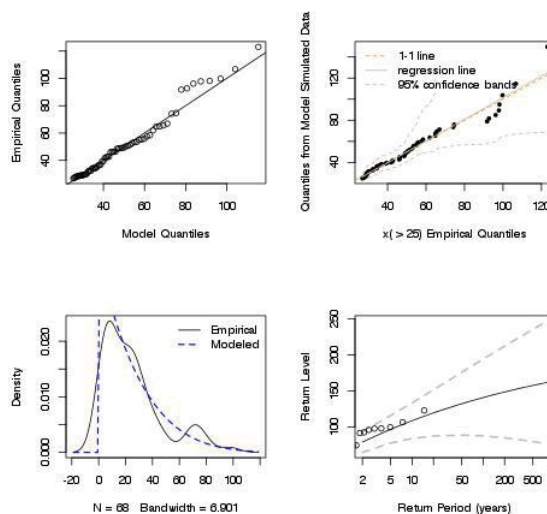 Empirical Quantiles
40 60 80 100
40 60 80 100
Model Quantiles
Quantiles from Model Simulated Data
40 60 80 100 140
1-1 line
regression line
95% confidence bands
40 60 80 100 120
x( > 25) Empirical Quantiles
Density
0.000 0.010 0.020
Empirical
Modeled
-20 0 20 40 60 80 100
N = 68 Bandwidth = 6.901
Return Level
100 150 200 250
2 5 10 50 200 500
Return Period (years)